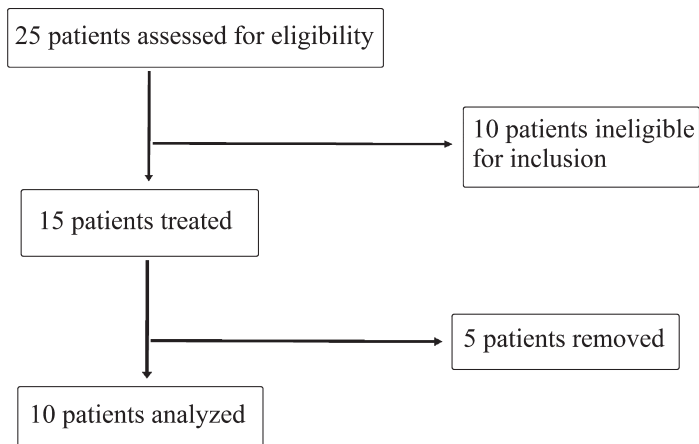 25 patients assessed for eligibility
10 patients ineligible
for inclusion
15 patients treated
5 patients removed
10 patients analyzed